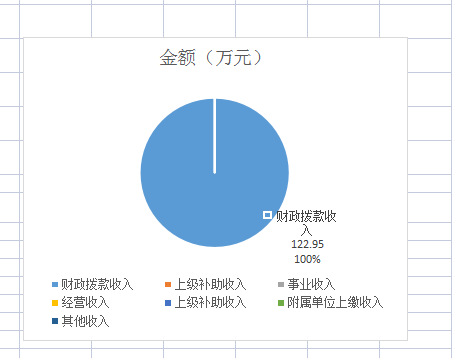 金额（万元）
财政拨款收
入
122.95
100%
财政拨款收入 上级补助收入 事业收入
经营收入 上级补助收入 附属单位上缴收入
其他收入